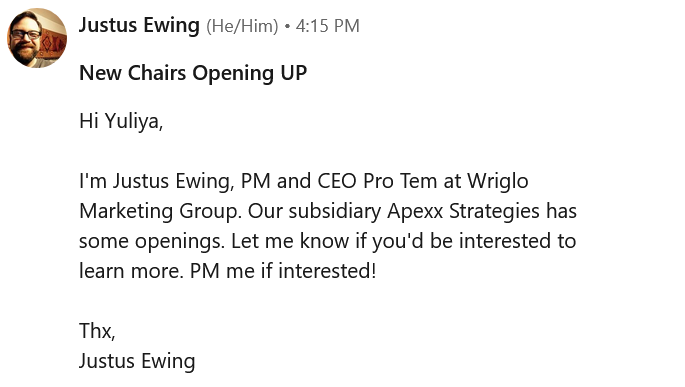 Justus Ewing (He/Him) • 4:15 PM
New Chairs Opening UP
Hi Yuliya,
I'm Justus Ewing, PM and CEO Pro Tem at Wriglo
Marketing Group. Our subsidiary Apexx Strategies has
some openings. Let me know if you'd be interested to
learn more. PM me if interested!
Thx,
Justus Ewing